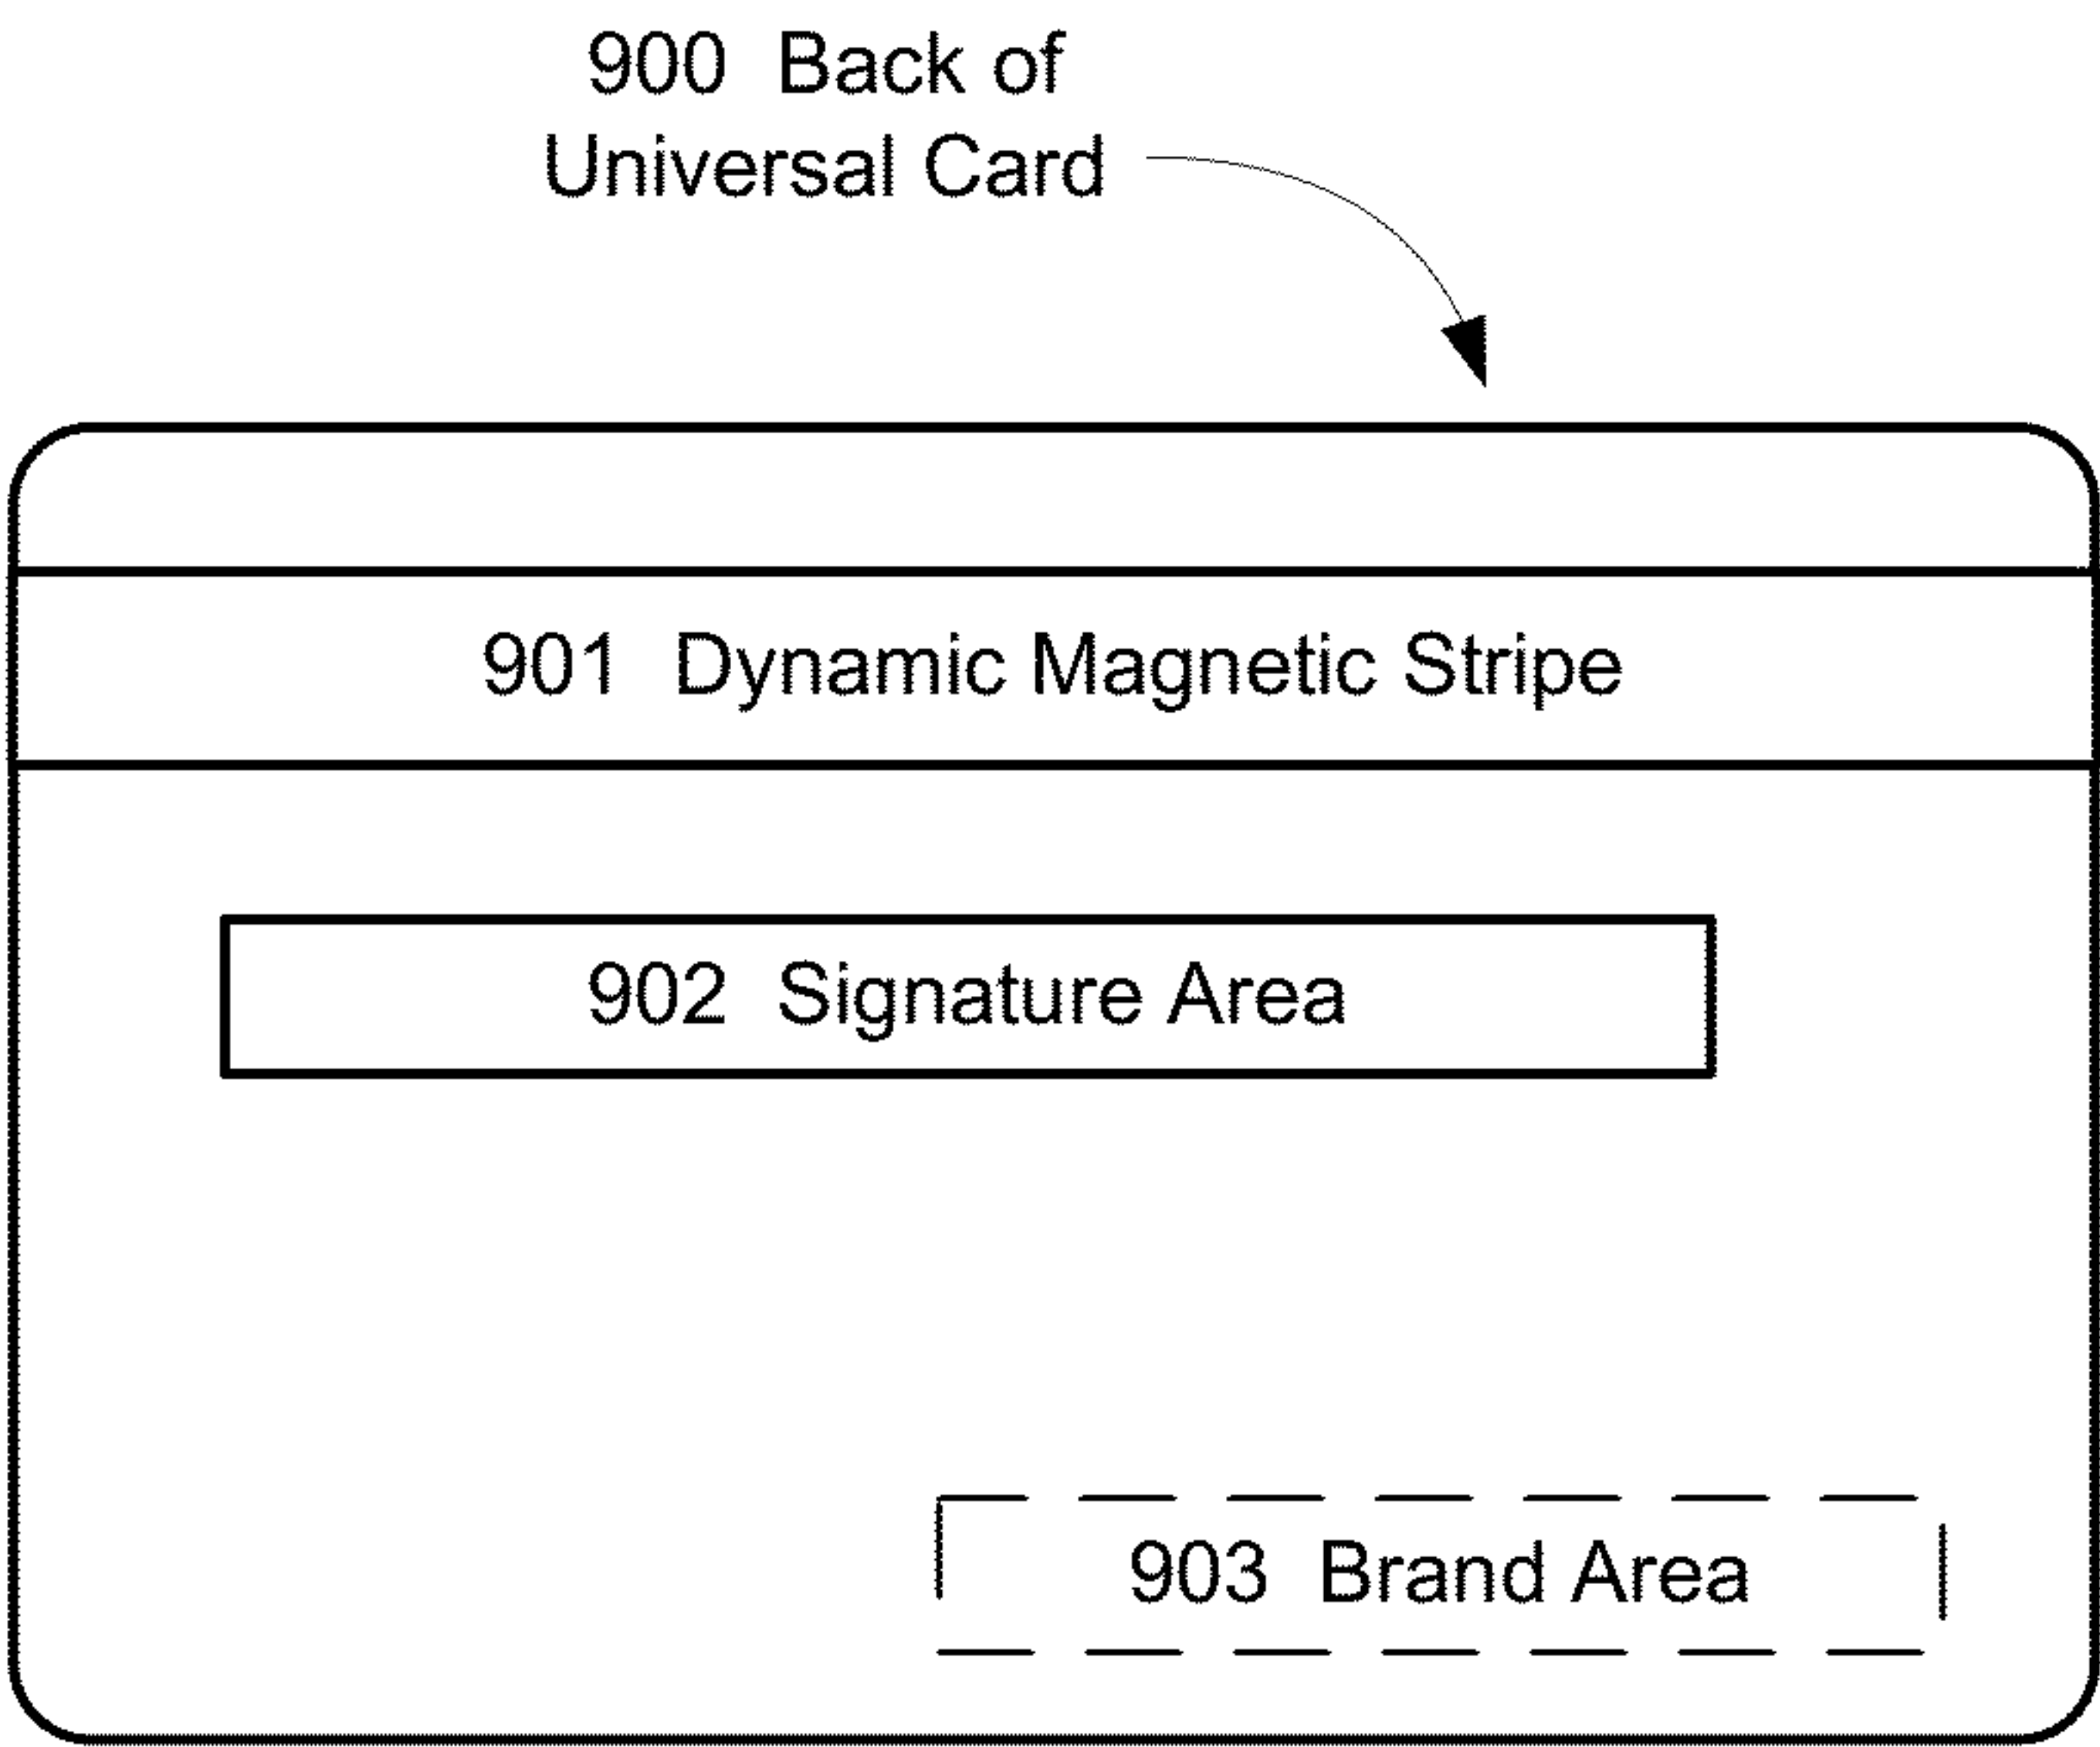 900 Back of
Universal Card
901 Dynamic Magnetic Stripe
902 Signature Area
903 Brand Area